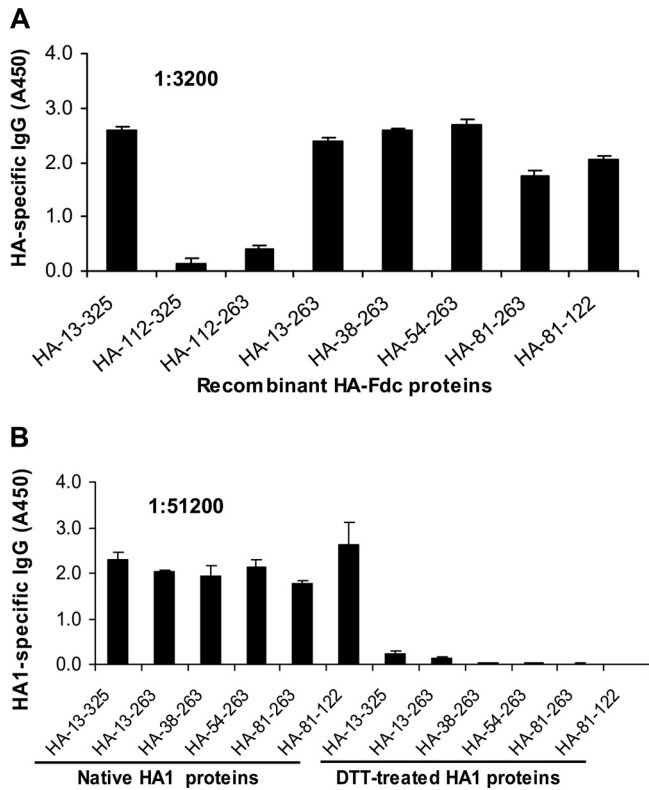 A
HA-specific IgG (A450)
4.0
3.0
2.0
1.0
0.0
1:3200
HA-13-325
HA-112-325
HA-112-263
HA-13-263
HA-38-263
HA-54-263
HA-81-263
HA-81-122
Recombinant HA-Fdc proteins
B
HA1-specific IgG (A450)
4.0
3.0
2.0
1.0
0.0
1:51200
HA-13-325
HA-13-263
HA-38-263
HA-54-263
HA-81-263
HA-81-122
HA-13-325
HA-13-263
HA-38-263
HA-54-263
HA-81-263
HA-81-122
Native HA1 proteins
DTT-treated HA1 proteins